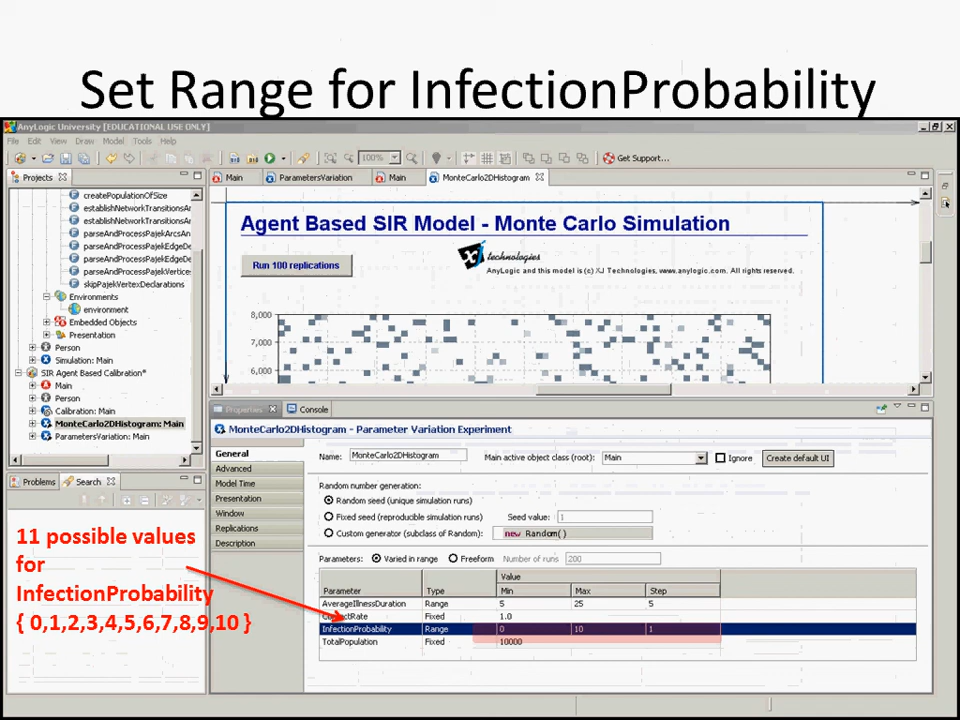 Set Range for InfectionProbability
AnyLogic University [EDUCATIONAL USE ONLY]
File Edit View Draw Model Tools Help
100%
Get Support...
Projects
Main
ParametersVariation
Main
MonteCarlo2DHistogram
createPopulationOfSize
establishNetworkTransitionsAr
establishNetworkTransitionsAr
parseAndProcessPajekArcsAn
parseAndProcessPajekEdgeDe
parseAndProcessPajekEdgeDe
parseAndProcessPajekVertices
skipPajekVertexDeclarations
Environments
environment
Embedded Objects
Presentation
Person
Simulation: Main
SIR Agent Based Calibration*
Main
Person
Calibration: Main
MonteCarlo2DHistogram: Main
ParametersVariation: Main
Agent Based SIR Model - Monte Carlo Simulation
Run 100 replications
technologies
AnyLogic and this model is (c) XJ Technologies, www.anylogic.com. All rights reserved.
8,000
7,000
6,000
Problems
Search
11 possible values
for
InfectionProbability
{ 0,1,2,3,4,5,6,7,8,9,10 }
Properties
Console
MonteCarlo2DHistogram - Parameter Variation Experiment
General
Advanced
Model Time
Presentation
Window
Replications
Description
Name: MonteCarlo2DHistogram Main active object class (root): Main Ignore Create default UI
Random number generation:
Random seed (unique simulation runs)
Fixed seed (reproducible simulation runs) Seed value: 1
Custom generator (subclass of Random) new Random()
Parameters: Varied in range Freeform Number of runs 200
Value
Parameter Type Min Max Step
AverageIllnessDuration Range 5 25 5
Fixed 1.0
InfectionProbability Range 0 10 1
TotalPopulation Fixed 10000